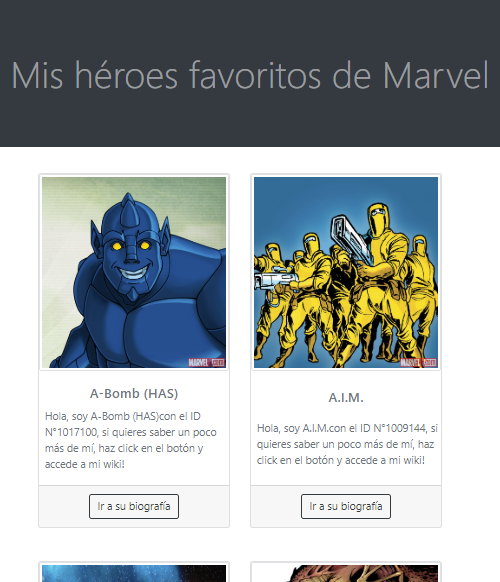 Mis héroes favoritos de Marvel
MARVEL
MARVEL
A-Bomb (HAS)
Hola, soy A-Bomb (HAS)con el ID
N°1017100, si quieres saber un poco
más de mí, haz click en el botón y
accede a mi wiki!
Ir a su biografía
A.I.M.
Hola, soy A.I.M.con el ID N°1009144, si
quieres saber un poco más de mí, haz
click en el botón y accede a mi wiki!
Ir a su biografía